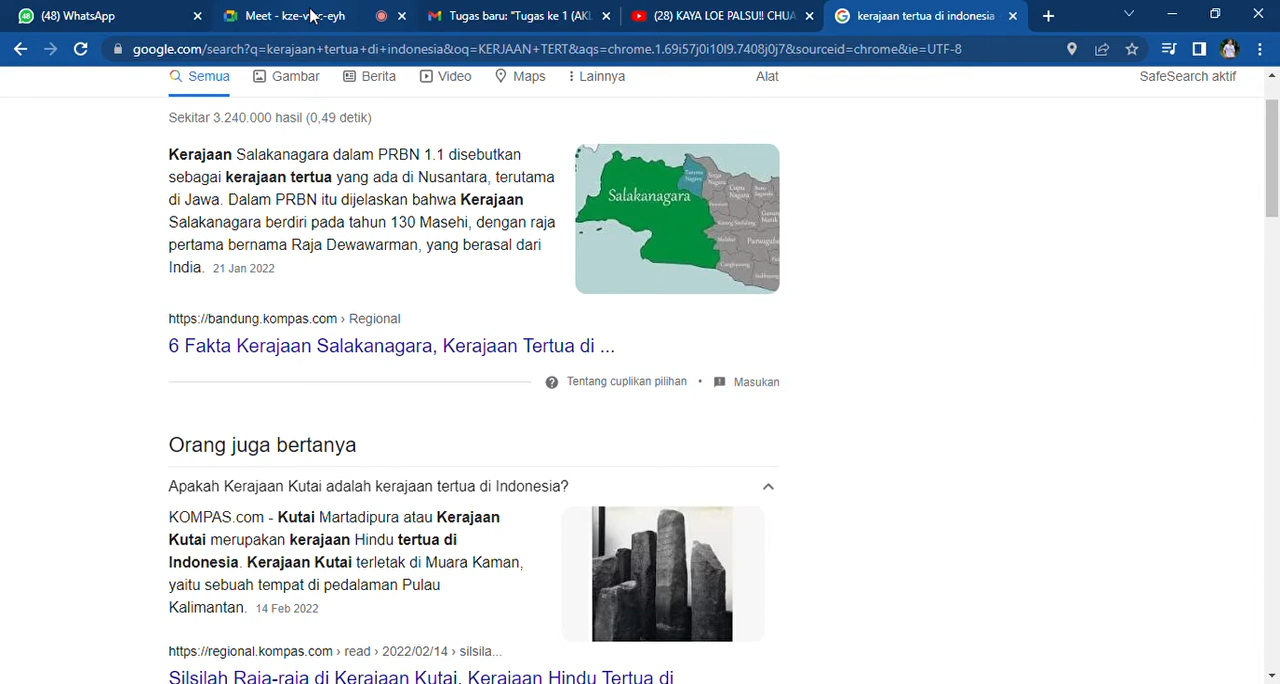 (48) WhatsApp
Meet - kze-v
c-eyh
Tugas baru: "Tugas ke 1 (AKL
(28) KAYA LOE PALSU!! CHUA
kerajaan tertua di indonesia
google.com/search?q=kerajaan+tertua+di+indonesia&oq=KERJAAN+TERT&aqs=chrome.1.69i57j0i10l9.7408j0j7&sourceid=chrome&ie=UTF-8
Semua
Gambar
Berita
Video
Maps
Lainnya
Alat
SafeSearch aktif
Sekitar 3.240.000 hasil (0,49 detik)
Kerajaan Salakanagara dalam PRBN 1.1 disebutkan
sebagai kerajaan tertua yang ada di Nusantara, terutama
di Jawa. Dalam PRBN itu dijelaskan bahwa Kerajaan
Salakanagara berdiri pada tahun 130 Masehi, dengan raja
pertama bernama Raja Dewawarman, yang berasal dari
India. 21 Jan 2022
Salakanagara
https://bandung.kompas.com › Regional
6 Fakta Kerajaan Salakanagara, Kerajaan Tertua di ...
Tentang cuplikan pilihan • Masukan
Orang juga bertanya
Apakah Kerajaan Kutai adalah kerajaan tertua di Indonesia?
KOMPAS.com - Kutai Martadipura atau Kerajaan
Kutai merupakan kerajaan Hindu tertua di
Indonesia. Kerajaan Kutai terletak di Muara Kaman,
yaitu sebuah tempat di pedalaman Pulau
Kalimantan. 14 Feb 2022
https://regional.kompas.com › read › 2022/02/14 › silsila...
Silsilah Raja-raja di Kerajaan Kutai, Kerajaan Hindu Tertua di